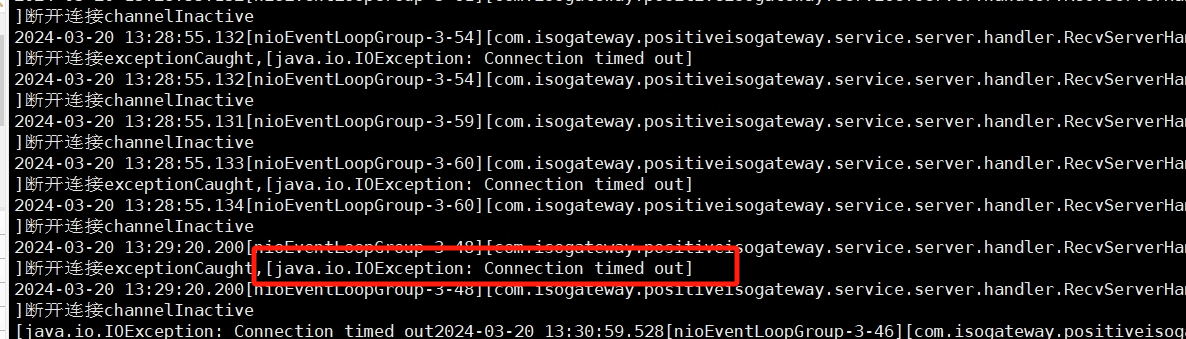 ]断开连接channelInactive
2024-03-20 13:28:55.132[nioEventLoopGroup-3-54][com.isogateway.positiveisogateway.service.server.handler.RecvServerHan
]断开连接exceptionCaught,[java.io.IOException: Connection timed out]
2024-03-20 13:28:55.132[nioEventLoopGroup-3-54][com.isogateway.positiveisogateway.service.server.handler.RecvServerHan
]断开连接channelInactive
2024-03-20 13:28:55.131[nioEventLoopGroup-3-59][com.isogateway.positiveisogateway.service.server.handler.RecvServerHan
]断开连接channelInactive
2024-03-20 13:28:55.133[nioEventLoopGroup-3-60][com.isogateway.positiveisogateway.service.server.handler.RecvServerHan
]断开连接exceptionCaught,[java.io.IOException: Connection timed out]
2024-03-20 13:28:55.134[nioEventLoopGroup-3-60][com.isogateway.positiveisogateway.service.server.handler.RecvServerHan
]断开连接channelInactive
2024-03-20 13:29:20.200[nioEventLoopGroup-3-48][com.isogateway.positiveisogateway.service.server.handler.RecvServerHan
]断开连接exceptionCaught,[java.io.IOException: Connection timed out]
2024-03-20 13:29:20.200[nioEventLoopGroup-3-48][com.isogateway.positiveisogateway.service.server.handler.RecvServerHan
]断开连接channelInactive
[java.io.IOException: Connection timed out2024-03-20 13:30:59.528[nioEventLoopGroup-3-46][com.isogateway.positiveisoga